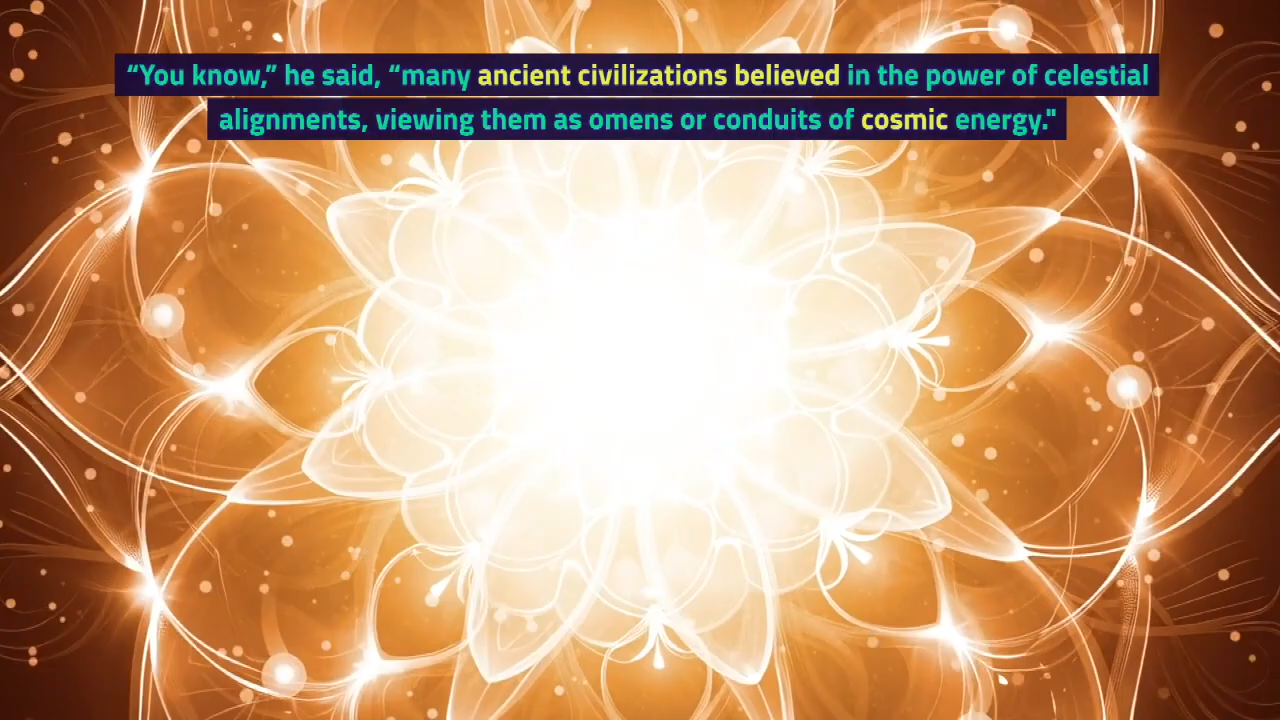 “You know,” he said, “many ancient civilizations believed in the power of celestial
alignments, viewing them as omens or conduits of cosmic energy."